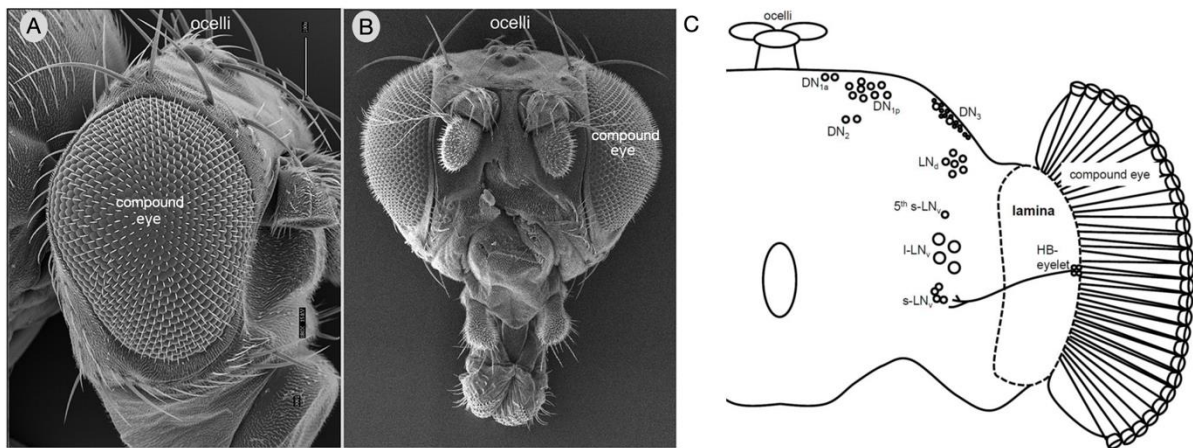 A
ocelli
compound
eye
B
ocelli
compound
eye
C
ocelli
DN1a
DN1p
DN2
DN3
LNd
compound eye
5th s-LNv
lamina
l-LNv
HB-
eyelet
s-LNv